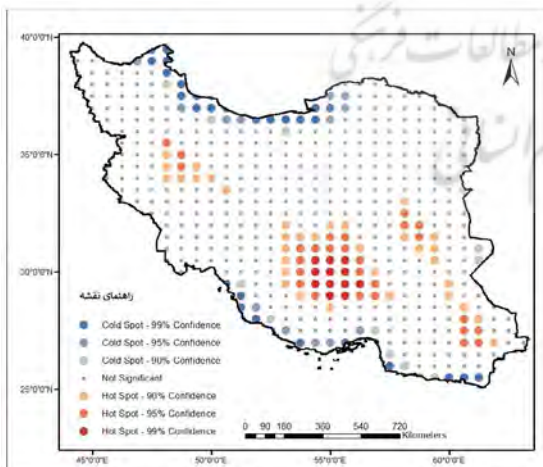 مطالعات فرهنگی
انسانی
N
40°0'0"N
35°0'0"N
30°0'0"N
25°0'0"N
راهنمای نقشه
Cold Spot - 99% Confidence
Cold Spot - 95% Confidence
Cold Spot - 90% Confidence
Not Significant
Hot Spot - 90% Confidence
Hot Spot - 95% Confidence
Hot Spot - 99% Confidence
0 90 180 360 540 720
Kilometers
45°0'0"E 50°0'0"E 55°0'0"E 60°0'0"E